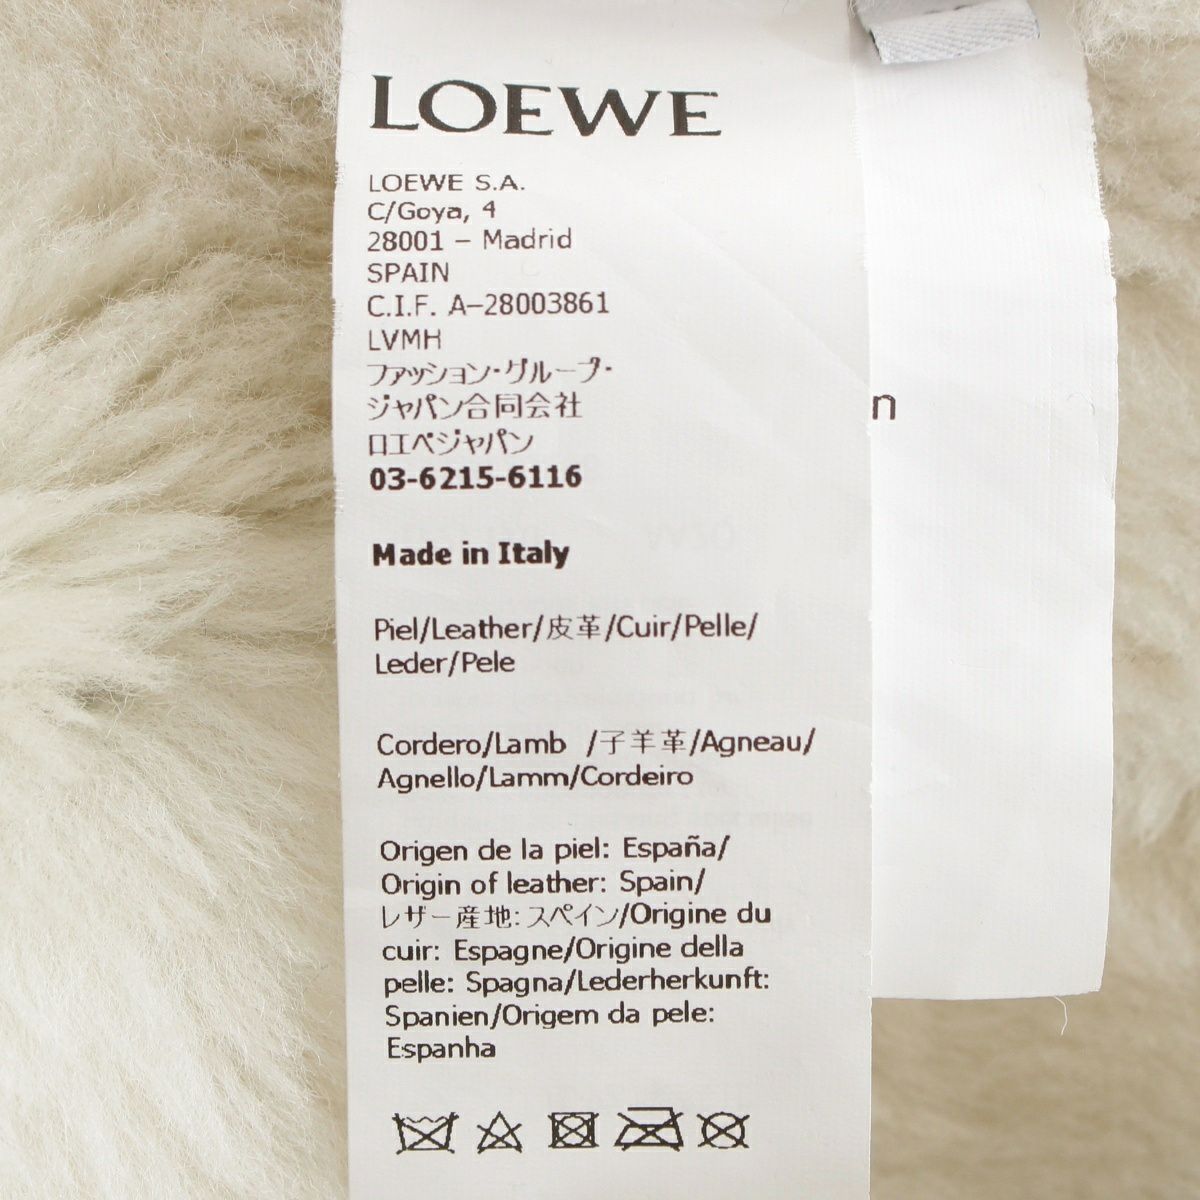 LOEWE
LOEWE S.A.
C/Goya, 4
28001 – Madrid
SPAIN
C.I.F. A–28003861
LVMH
ファッション・グループ・
ジャパン合同会社
ロエベジャパン
03-6215-6116
Made in Italy
Piel/Leather/皮革/Cuir/Pelle/
Leder/Pele
Cordero/Lamb /子羊革/Agneau/
Agnello/Lamm/Cordeiro
Origen de la piel: España/
Origin of leather: Spain/
レザー産地: スペイン/Origine du
cuir: Espagne/Origine della
pelle: Spagna/Lederherkunft:
Spanien/Origem da pele:
Espanha
n